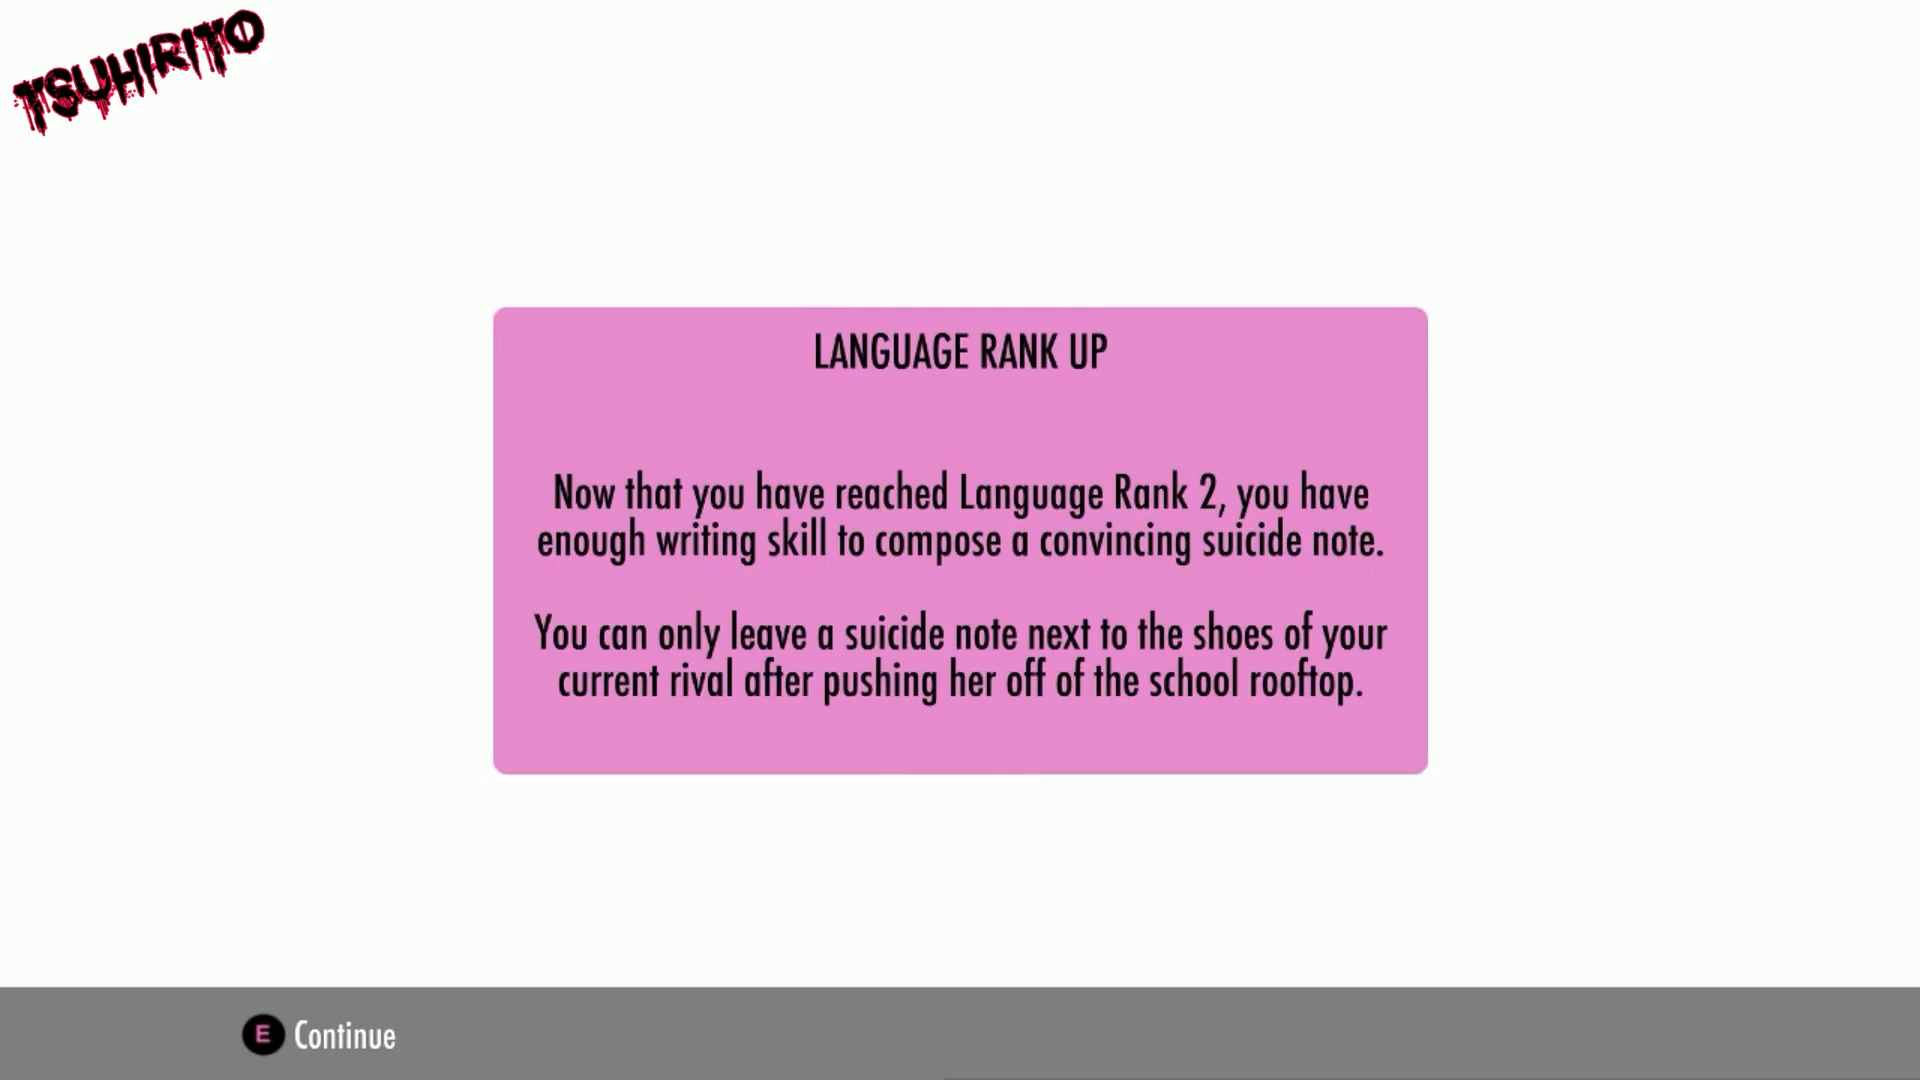 TSUHIRITO
LANGUAGE RANK UP
Now that you have reached Language Rank 2, you have
enough writing skill to compose a convincing suicide note.
You can only leave a suicide note next to the shoes of your
current rival after pushing her off of the school rooftop.
E Continue